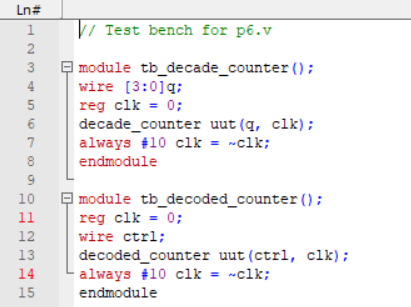 Ln#
1 // Test bench for p6.v
2
3 module tb_decade_counter();
4 wire [3:0]q;
5 reg clk = 0;
6 decade_counter uut(q, clk);
7 always #10 clk = ~clk;
8 endmodule
9
10 module tb_decoded_counter();
11 reg clk = 0;
12 wire ctrl;
13 decoded_counter uut(ctrl, clk);
14 always #10 clk = ~clk;
15 endmodule